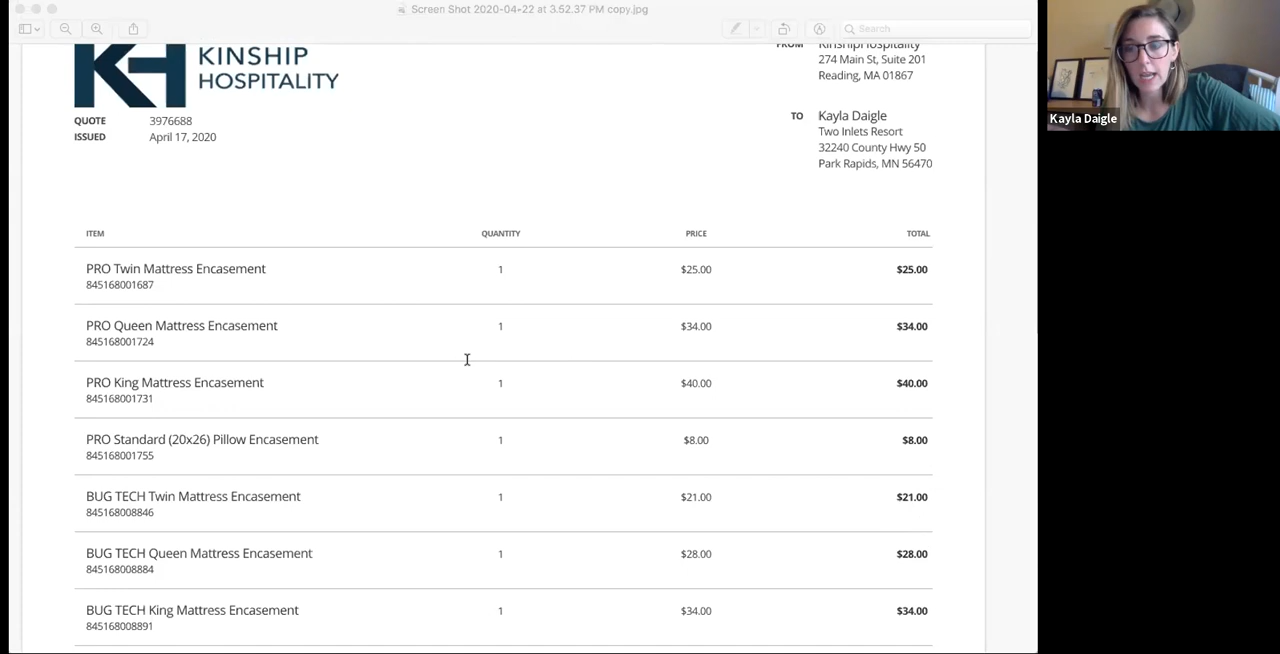 Screen Shot 2020-04-22 at 3.52.37 PM copy.jpg
Search
KINSHIP
HOSPITALITY
QUOTE 3976688
ISSUED April 17, 2020
FROM KinshipHospitality
274 Main St, Suite 201
Reading, MA 01867
TO Kayla Daigle
Two Inlets Resort
32240 County Hwy 50
Park Rapids, MN 56470
Kayla Daigle
ITEM QUANTITY PRICE TOTAL
PRO Twin Mattress Encasement 1 $25.00 $25.00
845168001687
PRO Queen Mattress Encasement 1 $34.00 $34.00
845168001724
PRO King Mattress Encasement 1 $40.00 $40.00
845168001731
PRO Standard (20x26) Pillow Encasement 1 $8.00 $8.00
845168001755
BUG TECH Twin Mattress Encasement 1 $21.00 $21.00
845168008846
BUG TECH Queen Mattress Encasement 1 $28.00 $28.00
845168008884
BUG TECH King Mattress Encasement 1 $34.00 $34.00
845168008891